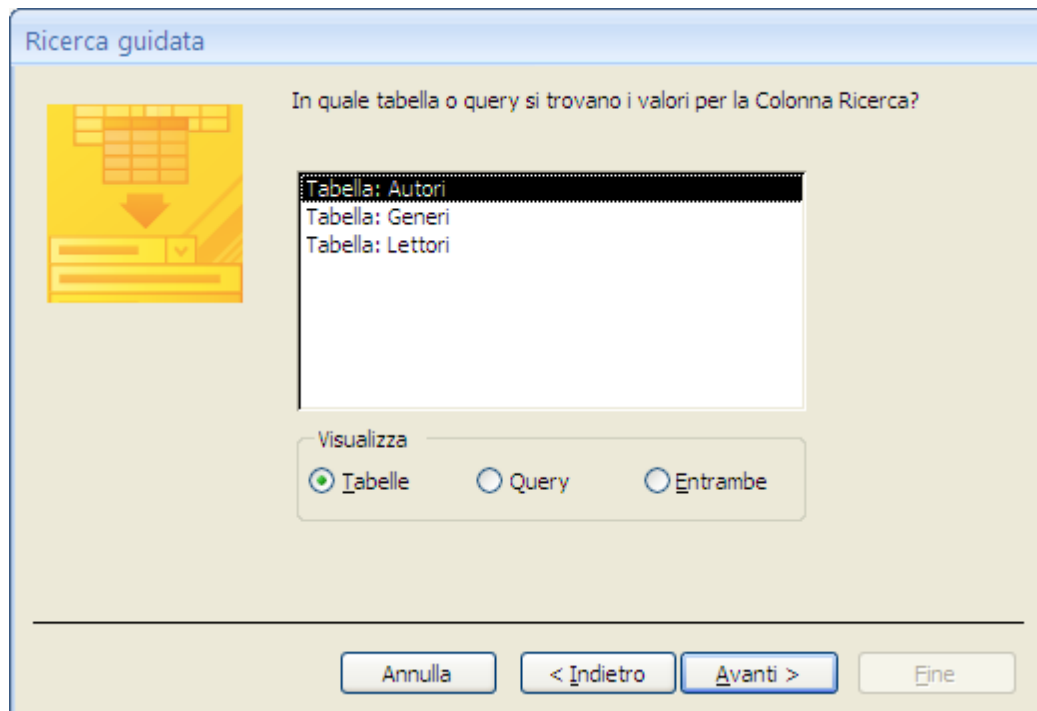 Ricerca guidata
In quale tabella o query si trovano i valori per la Colonna Ricerca?
Tabella: Autori
Tabella: Generi
Tabella: Lettori
Visualizza
Tabelle Query Entrambe
Annulla < Indietro Avanti > Fine